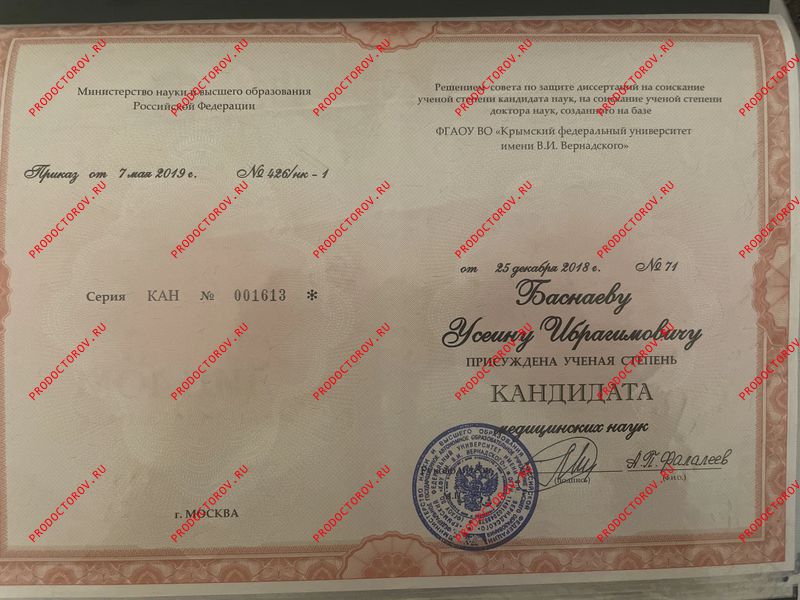 Министерство науки и высшего образования
Российской Федерации
Приказ от 7 мая 2019 г. № 426/нк - 1
Серия КАН № 001613 *
г. МОСКВА
Решением совета по защите диссертаций на соискание
ученой степени кандидата наук, на соискание ученой степени
доктора наук, созданного на базе
ФГАОУ ВО «Крымский федеральный университет
имени В.И. Вернадского»
от 25 декабря 2018 г. № 71
Баснаеву
Усеину Ибрагимовичу
ПРИСУЖДЕНА УЧЕНАЯ СТЕПЕНЬ
КАНДИДАТА
медицинских наук
Руководитель
А.П. Фалалеев
(подпись) (Ф.И.О.)
М.П.
PRODOCTOROV.RU